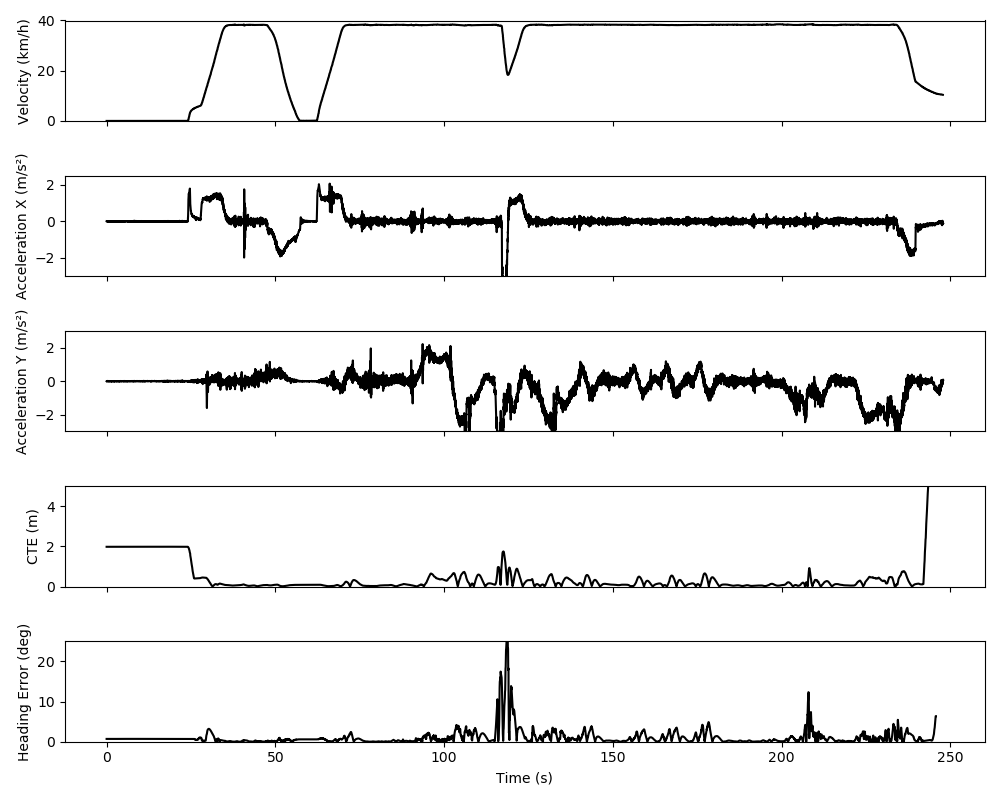 Velocity (km/h)
40
20
0
Acceleration X (m/s²)
2
0
−2
Acceleration Y (m/s²)
2
0
−2
CTE (m)
4
2
0
Heading Error (deg)
20
10
0
0 50 100 150 200 250
Time (s)